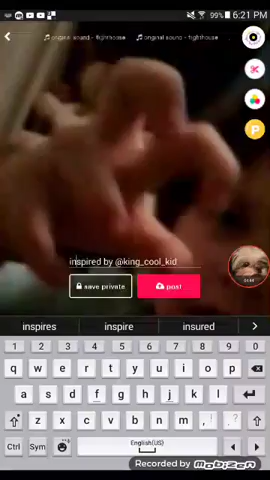 99% 6:21 PM
original sound - fighthouse original sound - fighthouse
P
inspired by @king_cool_kid
save private post
inspires inspire insured
1 2 3 4 5 6 7 8 9 0
q w e r t y u i o p
a s d f g h j k l
z x c v b n m , ! . ?
Ctrl Sym English(US)
Recorded by MOBIZEN